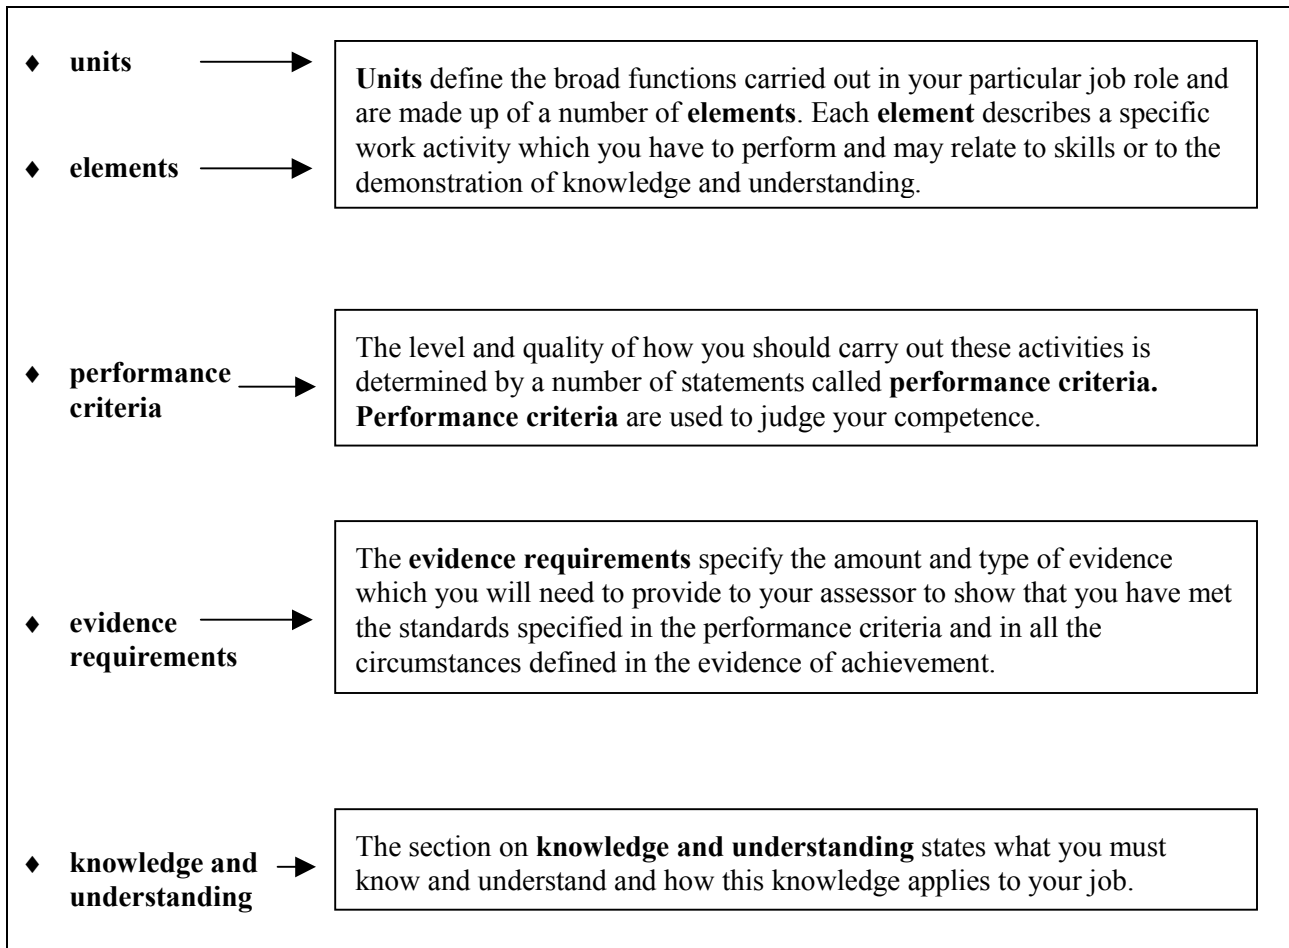 ♦ units
Units define the broad functions carried out in your particular job role and
are made up of a number of elements. Each element describes a specific
work activity which you have to perform and may relate to skills or to the
demonstration of knowledge and understanding.
♦ elements
♦ performance
criteria
The level and quality of how you should carry out these activities is
determined by a number of statements called performance criteria.
Performance criteria are used to judge your competence.
♦ evidence
requirements
The evidence requirements specify the amount and type of evidence
which you will need to provide to your assessor to show that you have met
the standards specified in the performance criteria and in all the
circumstances defined in the evidence of achievement.
♦ knowledge and
understanding
The section on knowledge and understanding states what you must
know and understand and how this knowledge applies to your job.